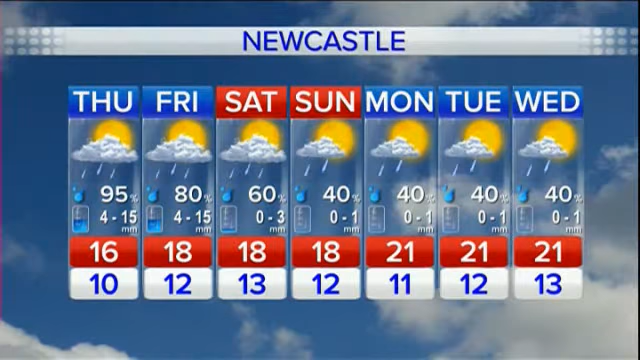 NEWCASTLE
THU FRI SAT SUN MON TUE WED
95% 80% 60% 40% 40% 40% 40%
4 - 15 4 - 15 0 - 3 0 - 1 0 - 1 0 - 1 0 - 1
mm mm mm mm mm mm mm
16 18 18 18 21 21 21
10 12 13 12 11 12 13